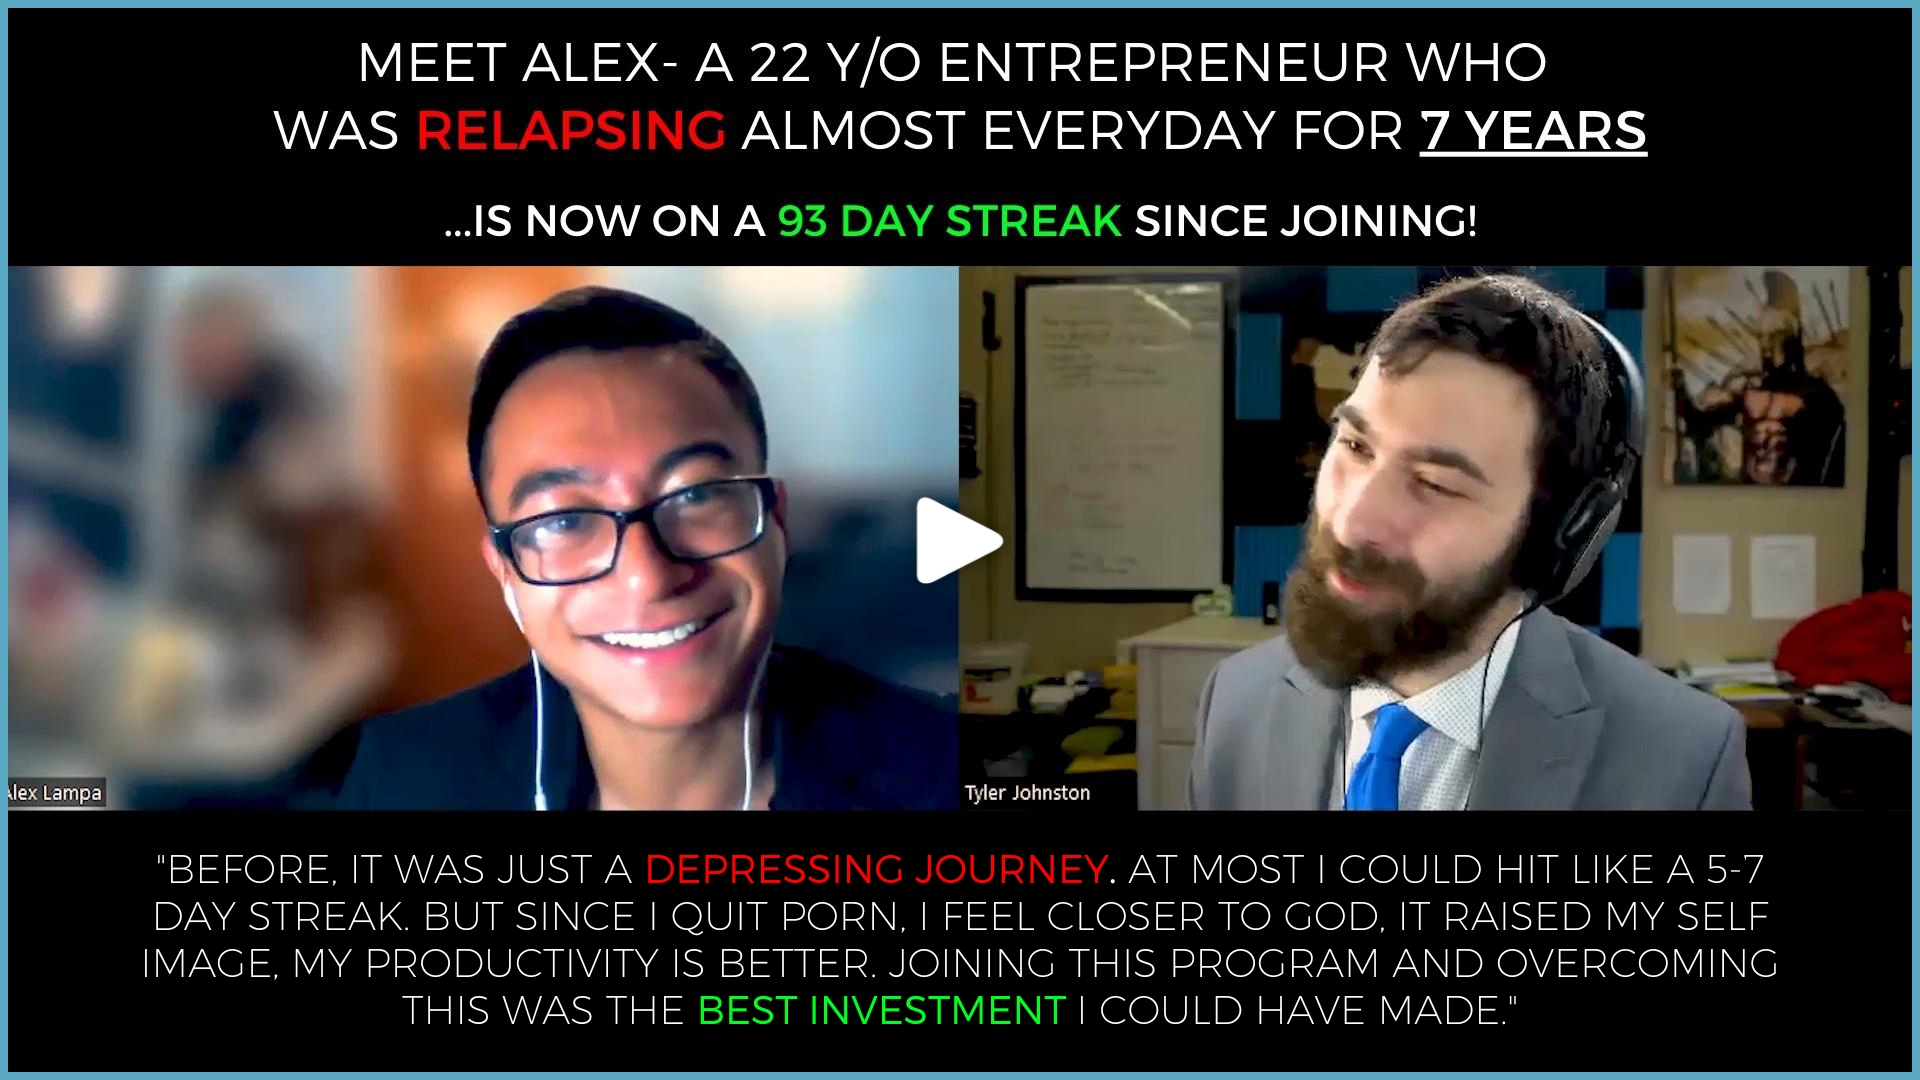 MEET ALEX- A 22 Y/O ENTREPRENEUR WHO
WAS RELAPSING ALMOST EVERYDAY FOR 7 YEARS
...IS NOW ON A 93 DAY STREAK SINCE JOINING!
Alex Lampa
Tyler Johnston
"BEFORE, IT WAS JUST A DEPRESSING JOURNEY. AT MOST I COULD HIT LIKE A 5-7
DAY STREAK. BUT SINCE I QUIT PORN, I FEEL CLOSER TO GOD, IT RAISED MY SELF
IMAGE, MY PRODUCTIVITY IS BETTER. JOINING THIS PROGRAM AND OVERCOMING
THIS WAS THE BEST INVESTMENT I COULD HAVE MADE."